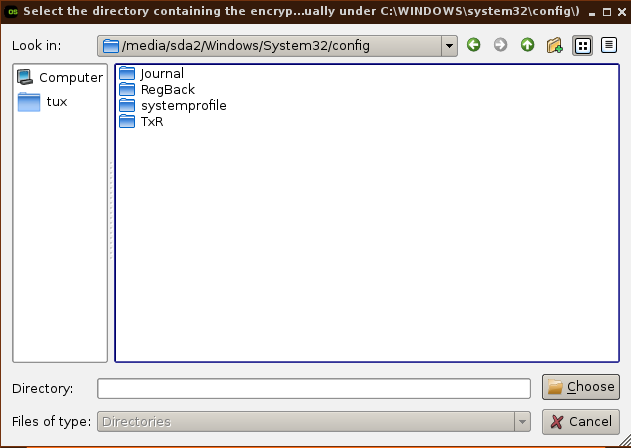 os Select the directory containing the encryp...ually under C:\WINDOWS\system32\config\)
Look in: /media/sda2/Windows/System32/config
Computer
tux
Journal
RegBack
systemprofile
TxR
Directory: Choose
Files of type: Directories Cancel